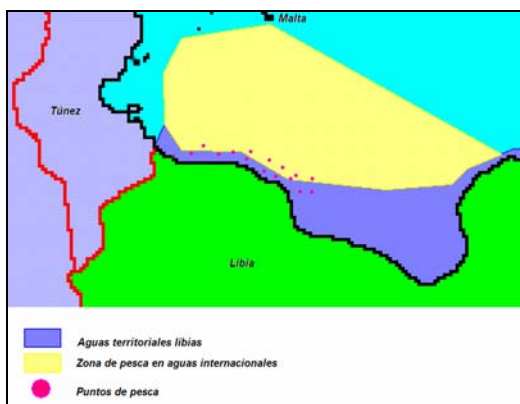 Malta
Túnez
Libia
Aguas territoriales libias
Zona de pesca en aguas internacionales
Puntos de pesca